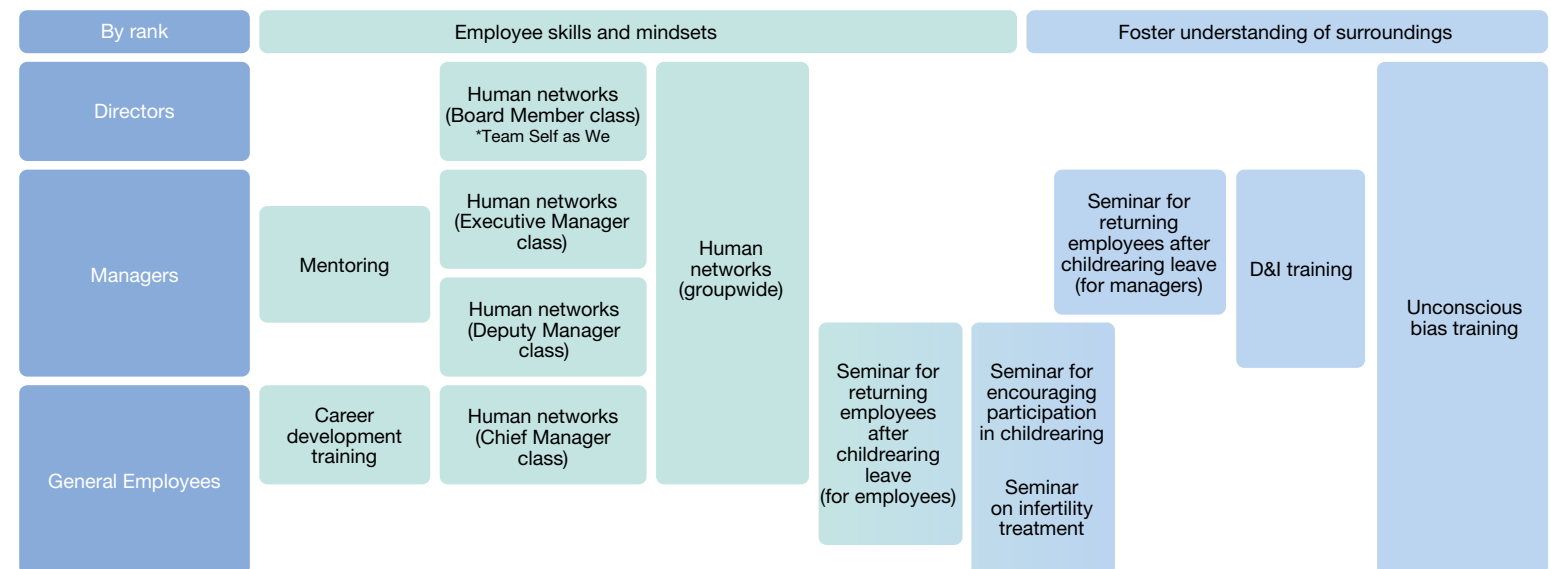 By rank
Employee skills and mindsets
Foster understanding of surroundings
Directors
Human networks
(Board Member class)
*Team Self as We
Managers
Mentoring
Human networks
(Executive Manager
class)
Human networks
(Deputy Manager
class)
Human
networks
(groupwide)
Seminar for
returning
employees after
childrearing leave
(for managers)
D&I training
Unconscious
bias training
General Employees
Career
development
training
Human networks
(Chief Manager
class)
Seminar for
returning
employees
after
childrearing
leave
(for employees)
Seminar for
encouraging
participation
in childrearing
Seminar
on infertility
treatment